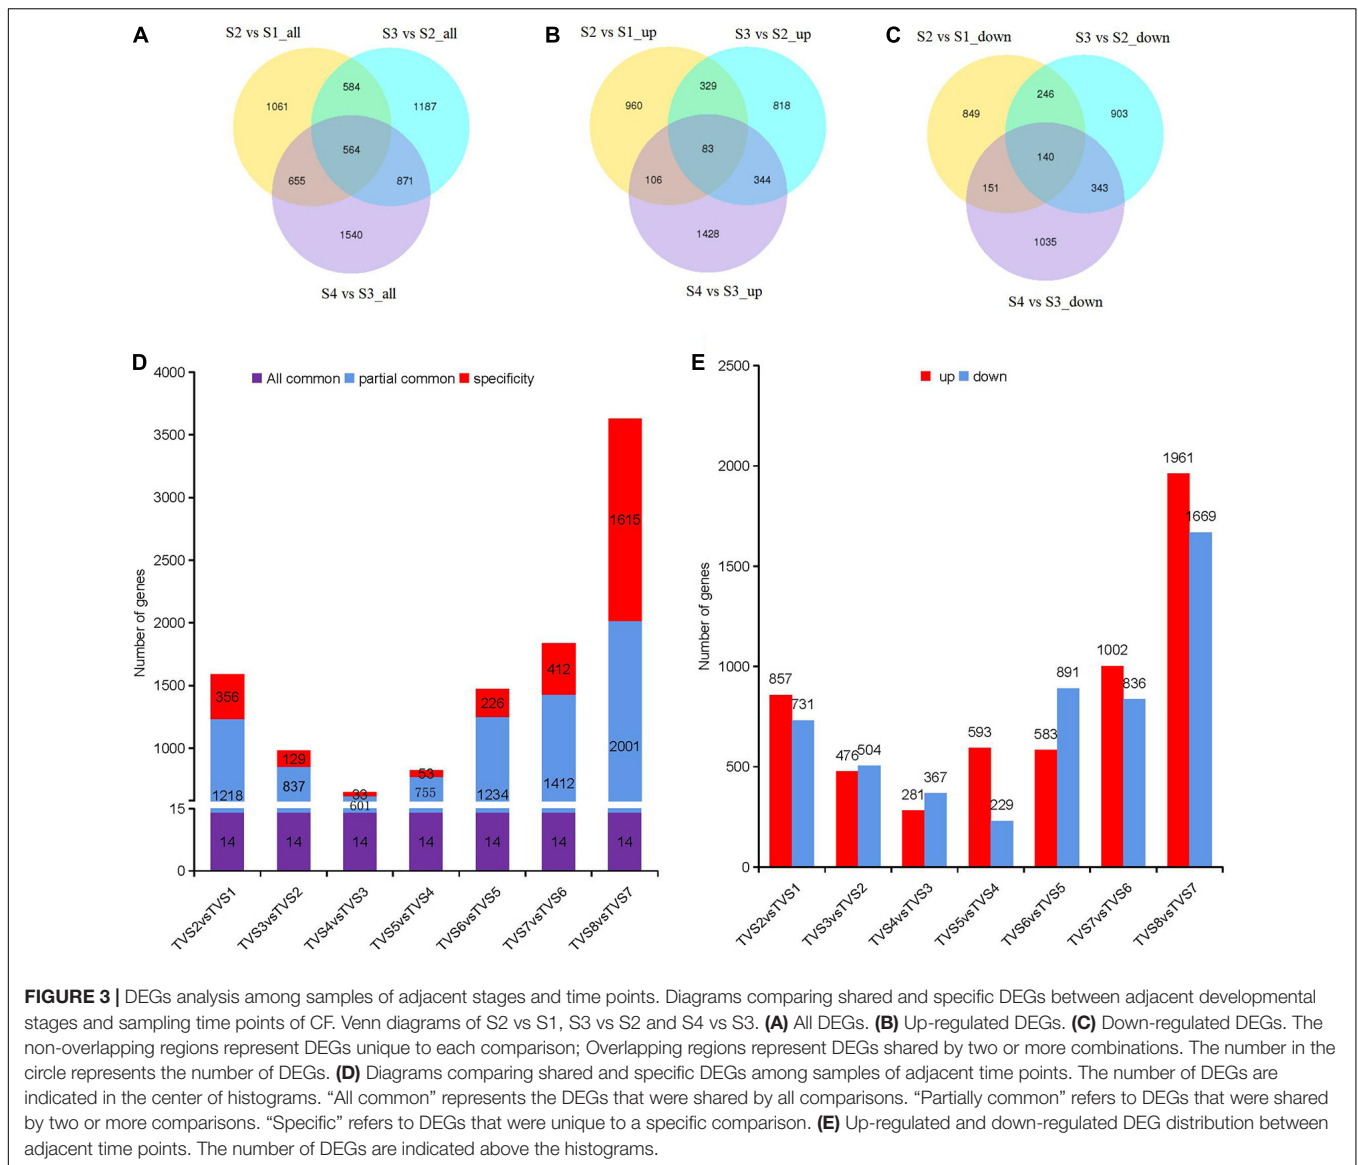 A
S2 vs S1_all
S3 vs S2_all
1061
584
1187
564
655
871
1540
S4 vs S3_all
B
S2 vs S1_up
S3 vs S2_up
960
329
818
83
106
344
1428
S4 vs S3_up
C
S2 vs S1_down
S3 vs S2_down
849
246
903
140
151
343
1035
S4 vs S3_down
D
All common partial common specificity
Number of genes
4000
3500
3000
2500
2000
1500
1000
15
0
356
1218
14
129
837
14
33
601
14
53
755
14
226
1234
14
412
1412
14
1615
2001
14
TVS2vsTVS1
TVS3vsTVS2
TVS4vsTVS3
TVS5vsTVS4
TVS6vsTVS5
TVS7vsTVS6
TVS8vsTVS7
E
up down
Number of genes
2500
2000
1500
1000
500
0
857
731
476
504
281
367
593
229
583
891
1002
836
1961
1669
TVS2vsTVS1
TVS3vsTVS2
TVS4vsTVS3
TVS5vsTVS4
TVS6vsTVS5
TVS7vsTVS6
TVS8vsTVS7
FIGURE 3 | DEGs analysis among samples of adjacent stages and time points. Diagrams comparing shared and specific DEGs between adjacent developmental
stages and sampling time points of CF. Venn diagrams of S2 vs S1, S3 vs S2 and S4 vs S3. (A) All DEGs. (B) Up-regulated DEGs. (C) Down-regulated DEGs. The
non-overlapping regions represent DEGs unique to each comparison; Overlapping regions represent DEGs shared by two or more combinations. The number in the
circle represents the number of DEGs. (D) Diagrams comparing shared and specific DEGs among samples of adjacent time points. The number of DEGs are
indicated in the center of histograms. “All common” represents the DEGs that were shared by all comparisons. “Partially common” refers to DEGs that were shared
by two or more comparisons. “Specific” refers to DEGs that were unique to a specific comparison. (E) Up-regulated and down-regulated DEG distribution between
adjacent time points. The number of DEGs are indicated above the histograms.